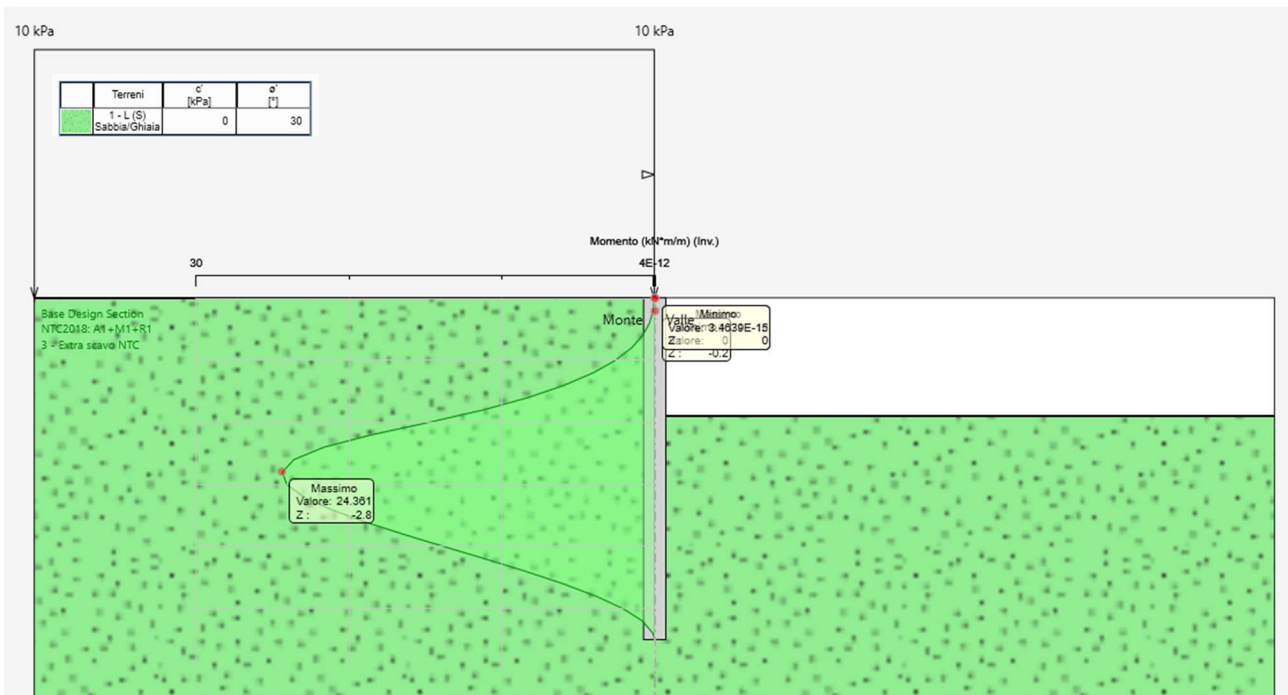 10 kPa
10 kPa
Terreni
c'
[kPa]
ø'
[°]
1 - L (S)
Sabbia/Ghiaia
0
30
Momento (kN*m/m) (Inv.)
30
4E-12
Base Design Section
NTC2018: A1+M1+R1
3 - Extra scavo NTC
Monte
Valle
Minimo
Valore: 3.4639E-15
Z : 0
Valore: 0
Z : -0.2
Massimo
Valore: 24.361
Z : -2.8